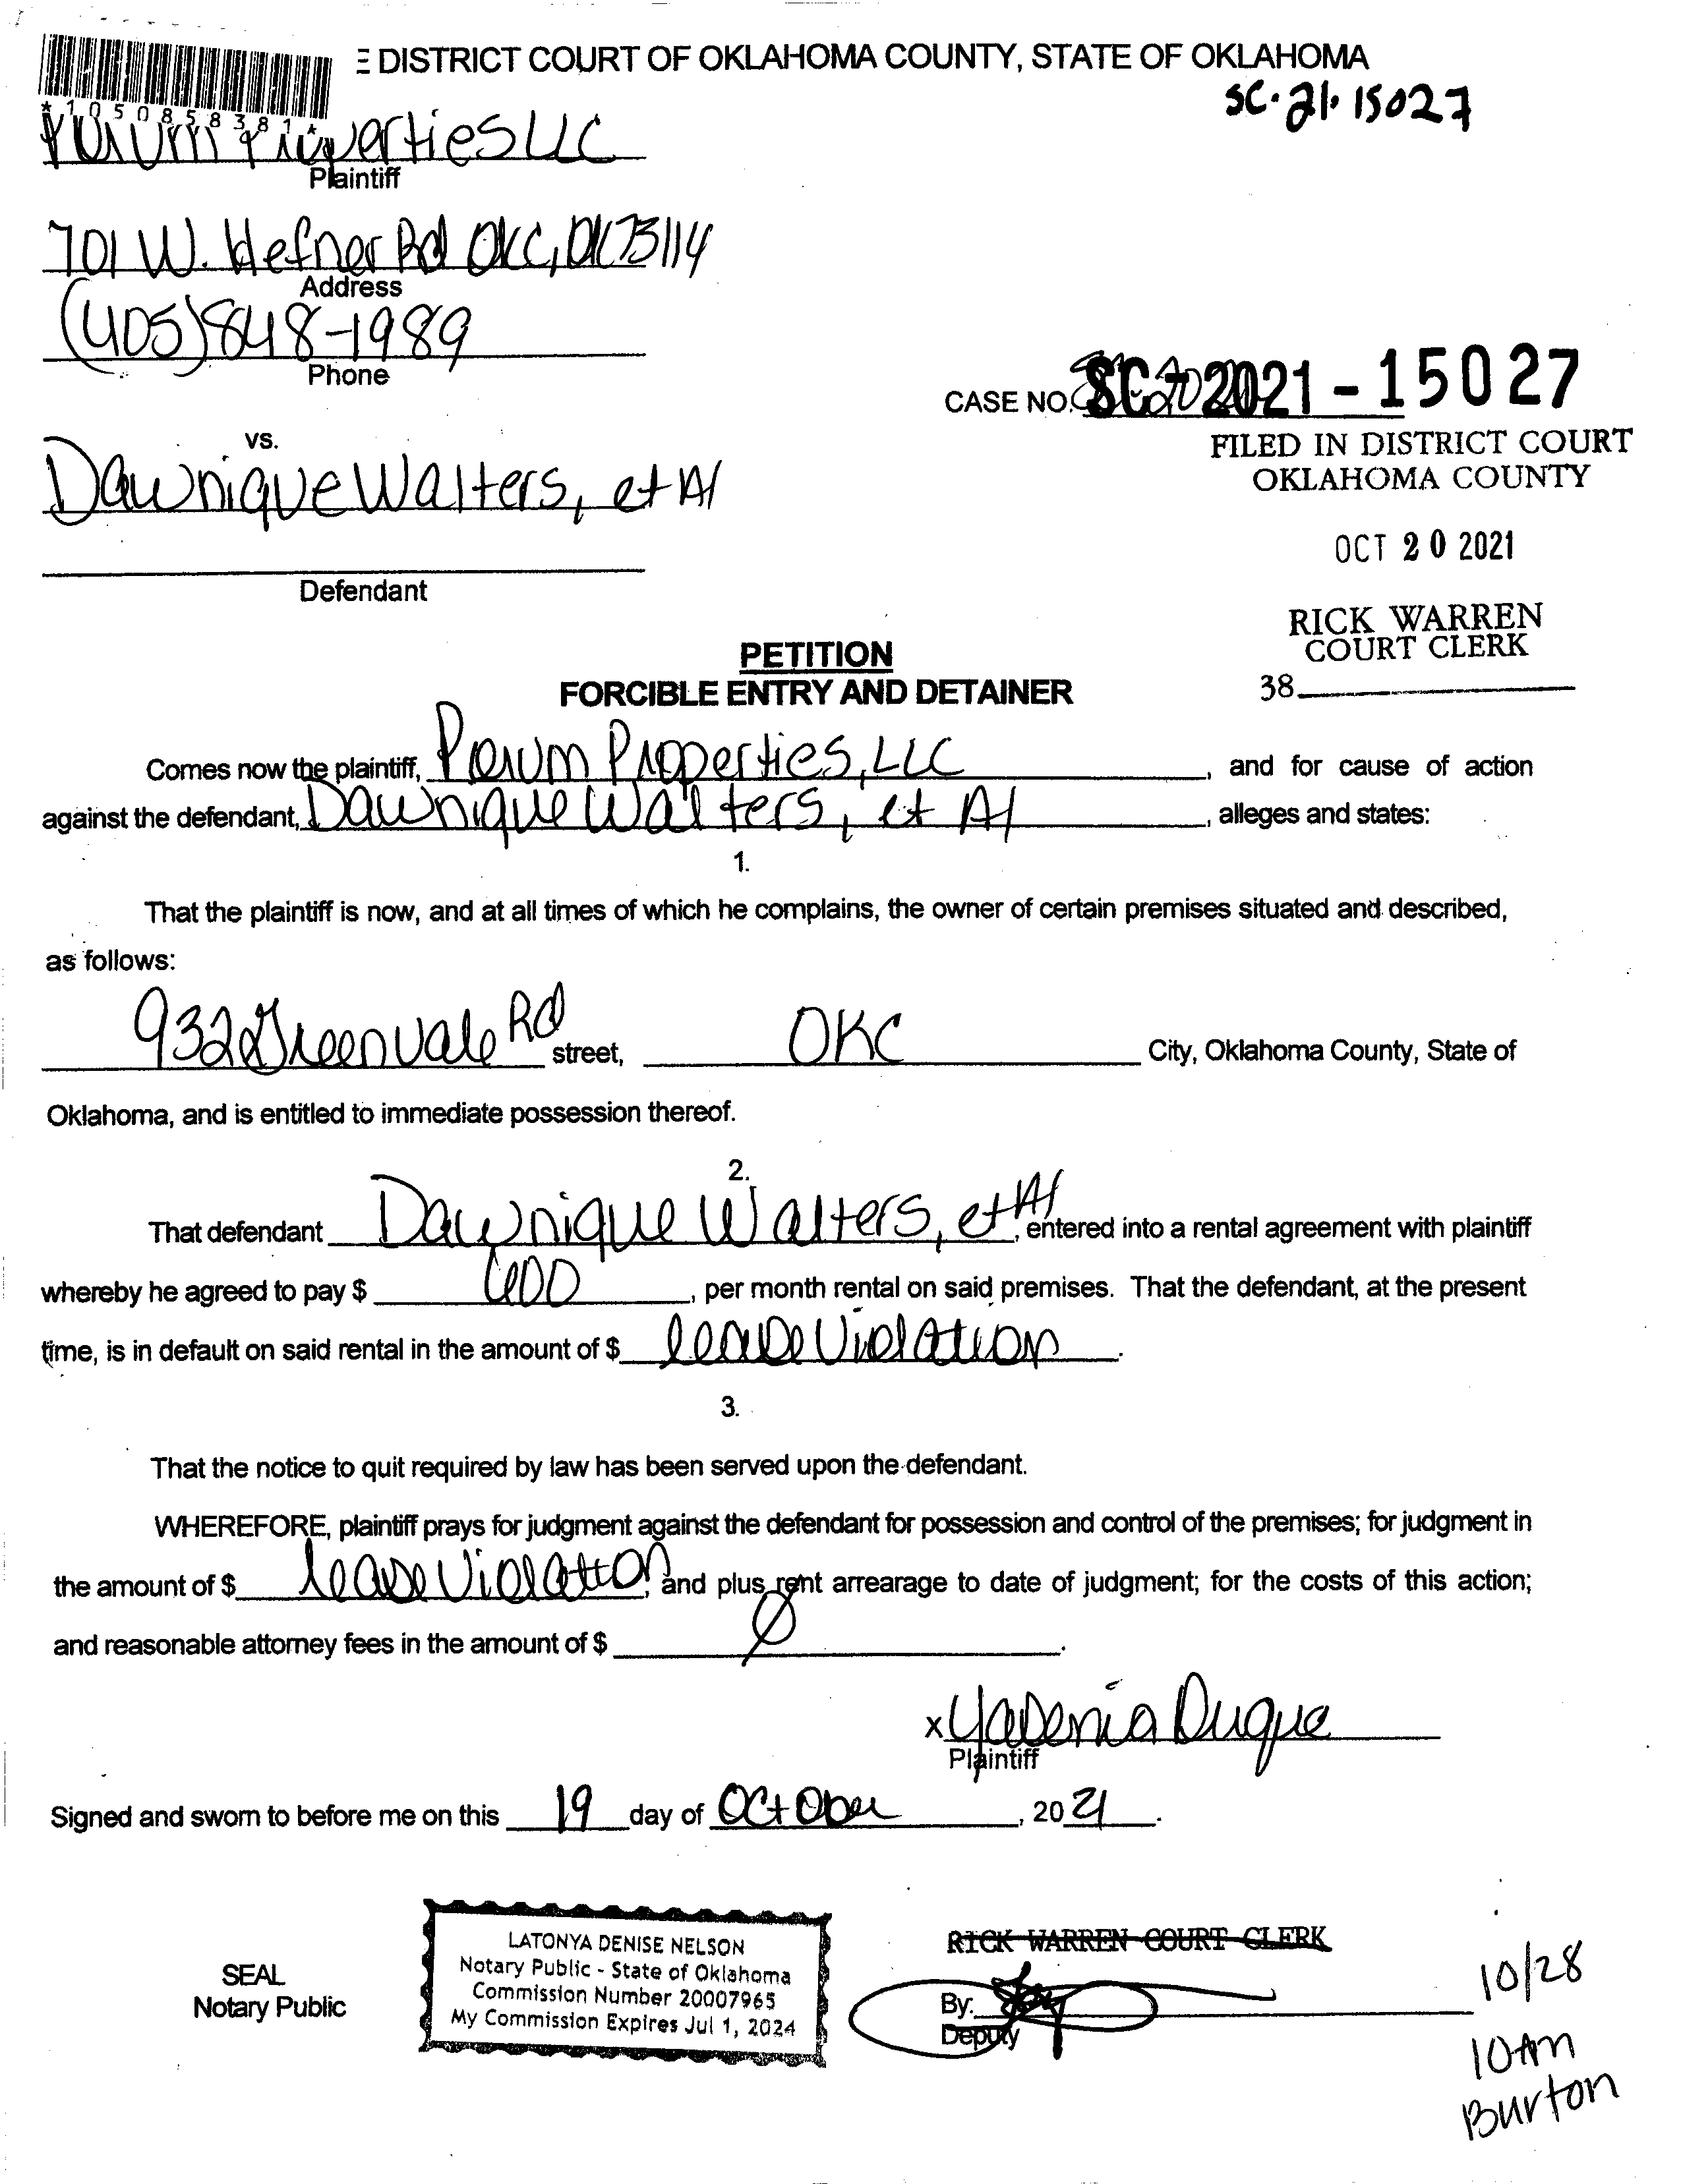 DISTRICT COURT OF OKLAHOMA COUNTY, STATE OF OKLAHOMA
SC-21-15027
*1050858381*
Properties LLC
Plaintiff
701 W. Hefner Rd OKC, OK 73114
Address
(405) 848-1989
Phone
CASE NO. SC-2021-15027
FILED IN DISTRICT COURT
OKLAHOMA COUNTY
vs.
Dawnique Walters, et Al
OCT 20 2021
Defendant
RICK WARREN
COURT CLERK
38
PETITION
FORCIBLE ENTRY AND DETAINER
Comes now the plaintiff, Properties, LLC, and for cause of action
against the defendant, Dawnique Walters, et Al, alleges and states:
1.
That the plaintiff is now, and at all times of which he complains, the owner of certain premises situated and described,
as follows:
932 Greenvale Rd street, OKC City, Oklahoma County, State of
Oklahoma, and is entitled to immediate possession thereof.
2.
That defendant Dawnique Walters, et Al, entered into a rental agreement with plaintiff
whereby he agreed to pay $ 600, per month rental on said premises. That the defendant, at the present
time, is in default on said rental in the amount of $ lease violation.
3.
That the notice to quit required by law has been served upon the defendant.
WHEREFORE, plaintiff prays for judgment against the defendant for possession and control of the premises; for judgment in
the amount of $ lease violation, and plus rent arrearage to date of judgment; for the costs of this action;
and reasonable attorney fees in the amount of $ Ø.
x Yadenia Duque
Plaintiff
Signed and sworn to before me on this 19 day of October, 20 21.
SEAL
Notary Public
LATONYA DENISE NELSON
Notary Public - State of Oklahoma
Commission Number 20007965
My Commission Expires Jul 1, 2024
RICK WARREN COURT CLERK
By:
Deputy
10/28
10Am
Burton